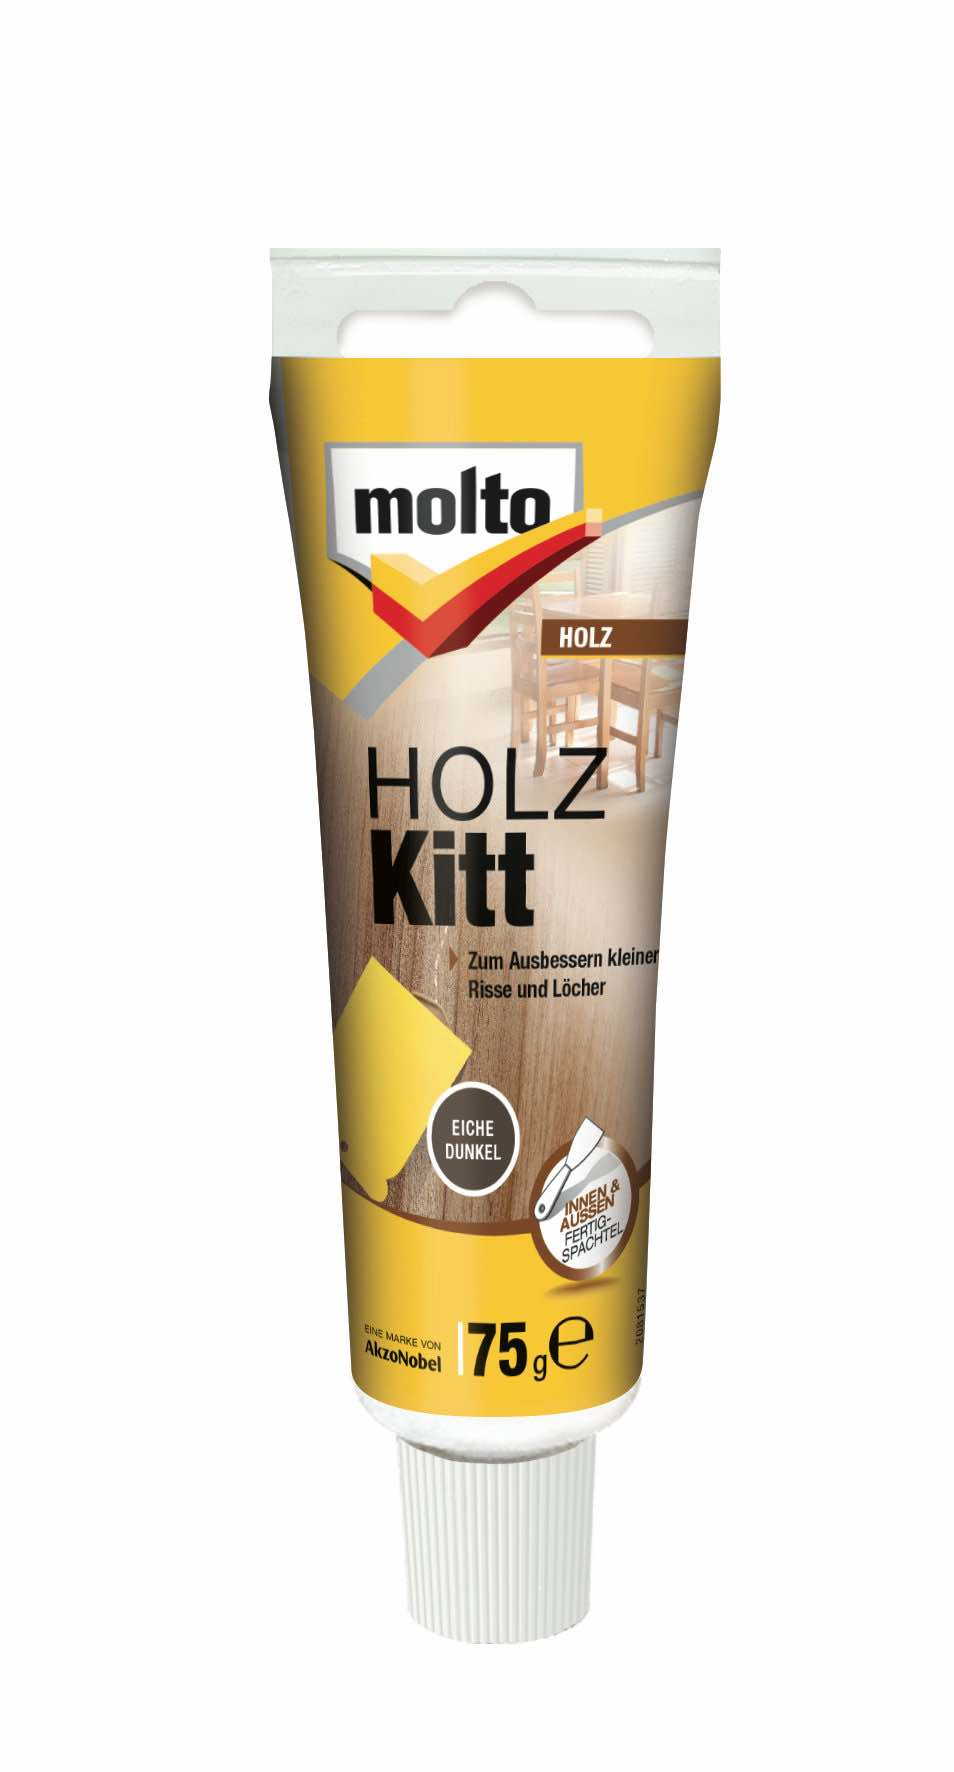 molto
HOLZ
HOLZ
Kitt
Zum Ausbessern kleiner
Risse und Löcher
EICHE
DUNKEL
INNEN &
AUSSEN
FERTIG-
SPACHTEL
EINE MARKE VON
AkzoNobel
75 g e
2081537